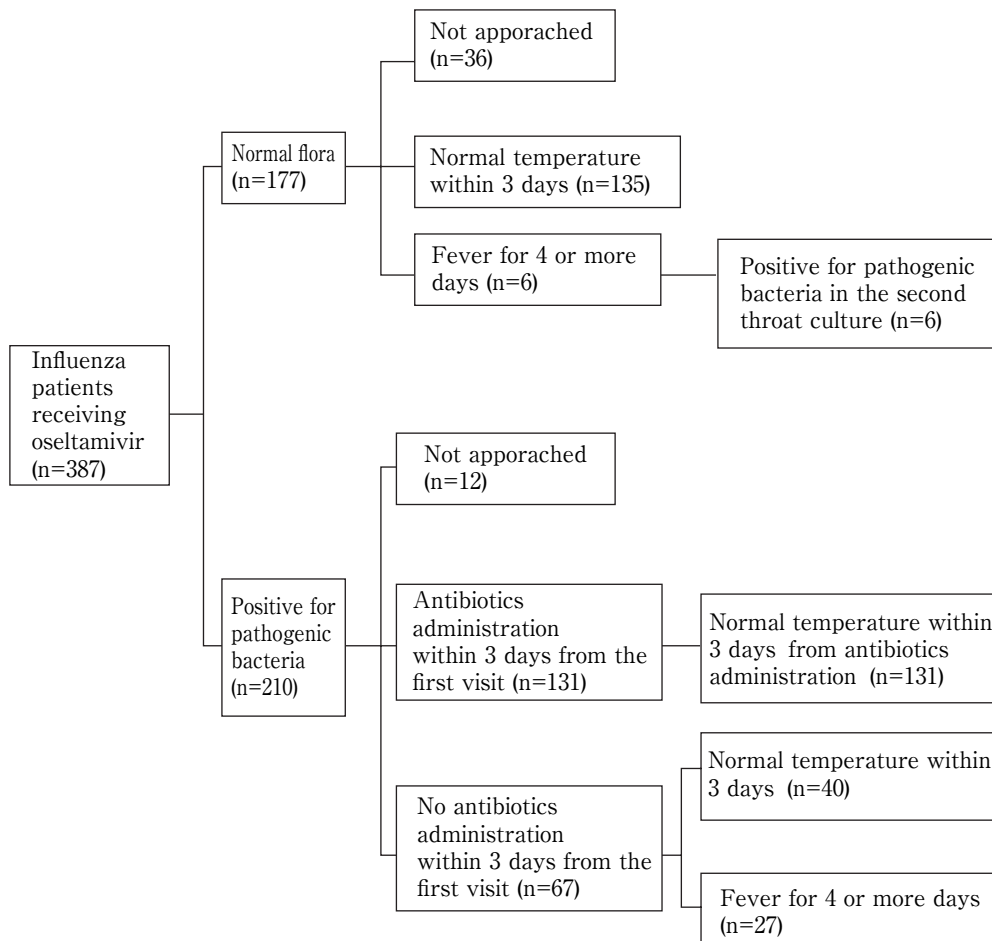 Not apporached
(n=36)
Normal flora
(n=177)
Normal temperature
within 3 days (n=135)
Fever for 4 or more
days (n=6)
Positive for pathogenic
bacteria in the second
throat culture (n=6)
Influenza
patients
receiving
oseltamivir
(n=387)
Not apporached
(n=12)
Positive for
pathogenic
bacteria
(n=210)
Antibiotics
administration
within 3 days from the
first visit (n=131)
Normal temperature within
3 days from antibiotics
administration (n=131)
No antibiotics
administration
within 3 days from the
first visit (n=67)
Normal temperature within
3 days (n=40)
Fever for 4 or more days
(n=27)